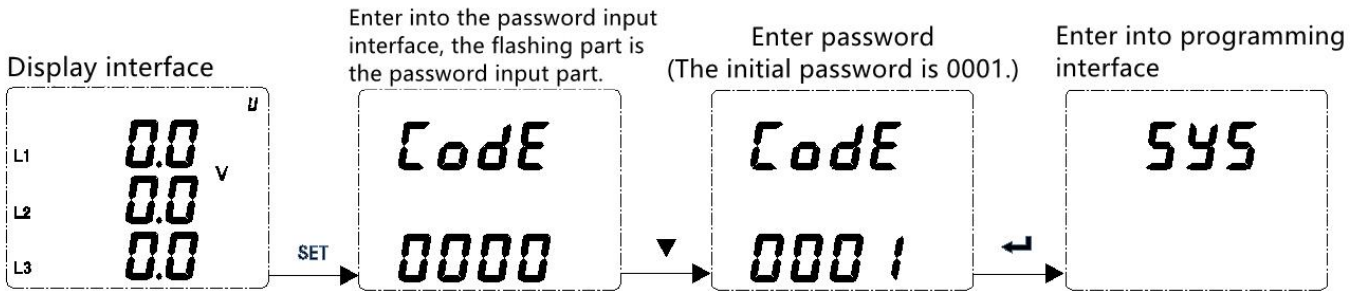 Display interface
u
L1 0.0
V
L2 0.0
L3 0.0
SET
Enter into the password input
interface, the flashing part is
the password input part.
CodE
0000
▼
Enter password
(The initial password is 0001.)
CodE
0001
Enter into programming
interface
SYS